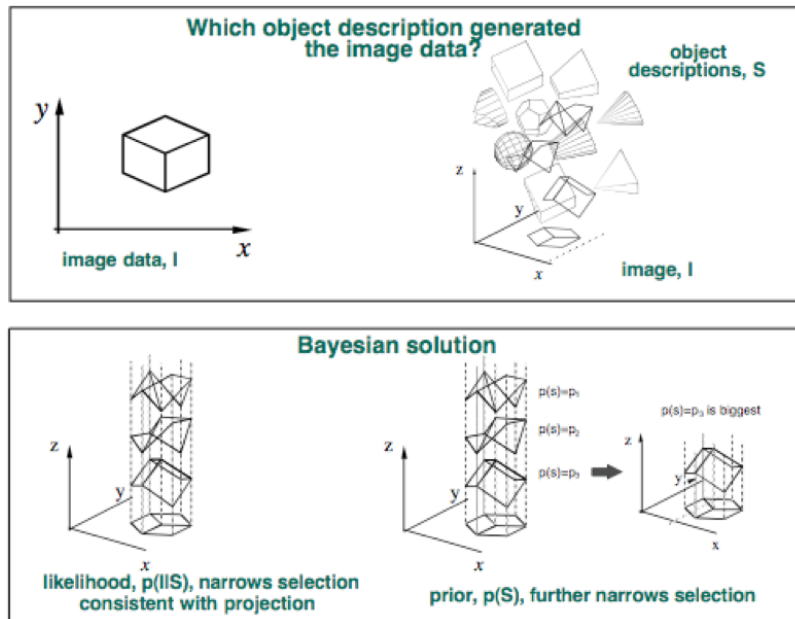 Which object description generated
the image data?
object
descriptions, S
y
x
image data, I
z
y
x
image, I
Bayesian solution
z
y
x
likelihood, p(I|S), narrows selection
consistent with projection
p(s)=p₁
p(s)=p₂
p(s)=p₃
z
y
x
prior, p(S), further narrows selection
p(s)=p₃ is biggest
z
y
x